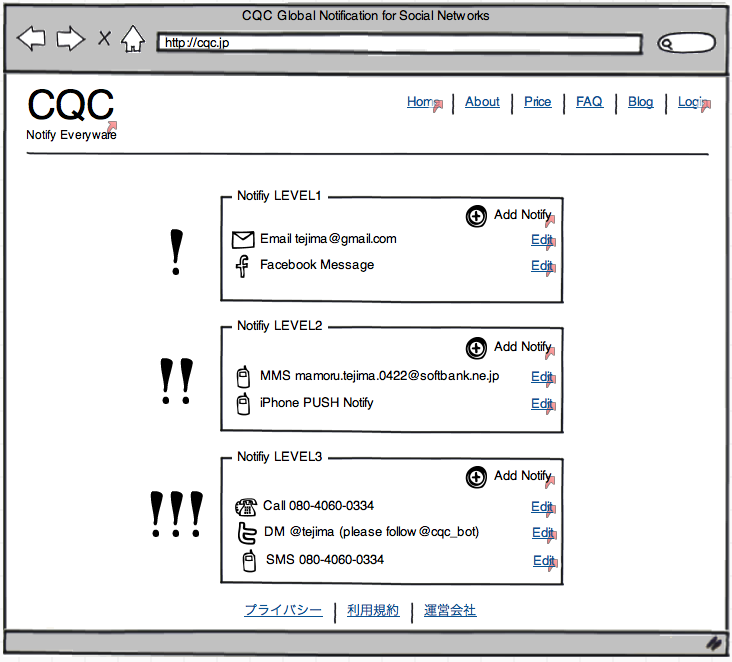 CQC Global Notification for Social Networks
http://cqc.jp
CQC
Notify Everyware
Home | About | Price | FAQ | Blog | Login
Notifiy LEVEL1
Add Notify
! Email tejima@gmail.com Edit
Facebook Message Edit
Notifiy LEVEL2
Add Notify
!! MMS mamoru.tejima.0422@softbank.ne.jp Edit
iPhone PUSH Notify Edit
Notifiy LEVEL3
Add Notify
!!! Call 080-4060-0334 Edit
DM @tejima (please follow @cqc_bot) Edit
SMS 080-4060-0334 Edit
プライバシー | 利用規約 | 運営会社